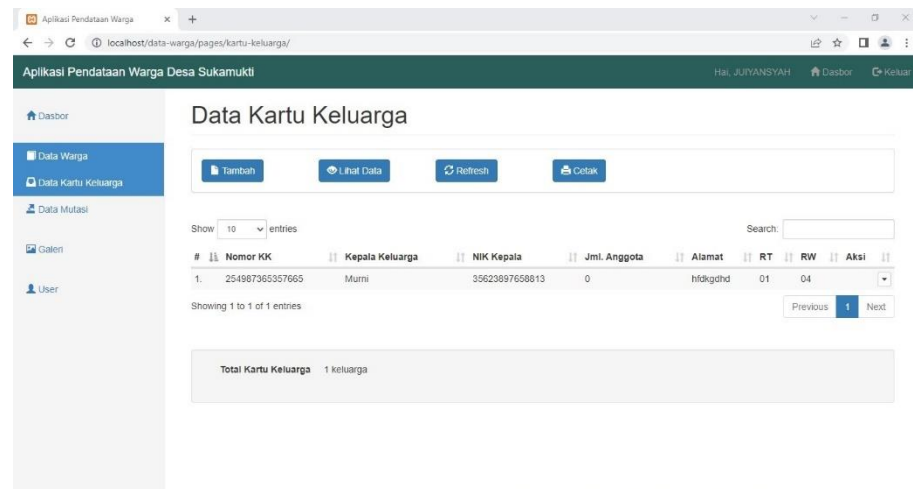 Aplikasi Pendataan Warga
localhost/data-warga/pages/kartu-keluarga/
Aplikasi Pendataan Warga Desa Sukamukti Hai, JUIYANSYAH Dasbor Keluar
Dasbor
Data Warga
Data Kartu Keluarga
Data Mutasi
Galeri
User
Data Kartu Keluarga
Tambah Lihat Data Refresh Cetak
Show 10 entries Search:
# Nomor KK Kepala Keluarga NIK Kepala Jml. Anggota Alamat RT RW Aksi
1. 254987365357665 Murni 35623897658813 0 hfdkgdhd 01 04
Showing 1 to 1 of 1 entries Previous 1 Next
Total Kartu Keluarga 1 keluarga